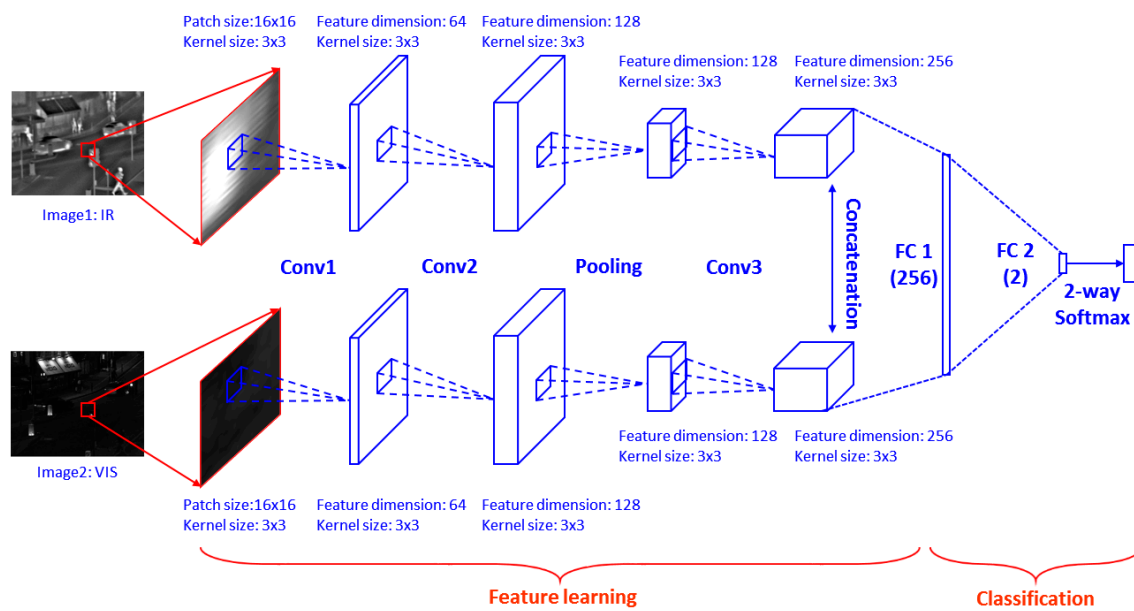 Patch size:16x16
Kernel size: 3x3
Feature dimension: 64
Kernel size: 3x3
Feature dimension: 128
Kernel size: 3x3
Feature dimension: 128
Kernel size: 3x3
Feature dimension: 256
Kernel size: 3x3
Image1: IR
Conv1
Conv2
Pooling
Conv3
Concatenation
FC 1
(256)
FC 2
(2)
2-way
Softmax
Image2: VIS
Feature dimension: 128
Kernel size: 3x3
Feature dimension: 256
Kernel size: 3x3
Patch size:16x16
Kernel size: 3x3
Feature dimension: 64
Kernel size: 3x3
Feature dimension: 128
Kernel size: 3x3
Feature learning
Classification